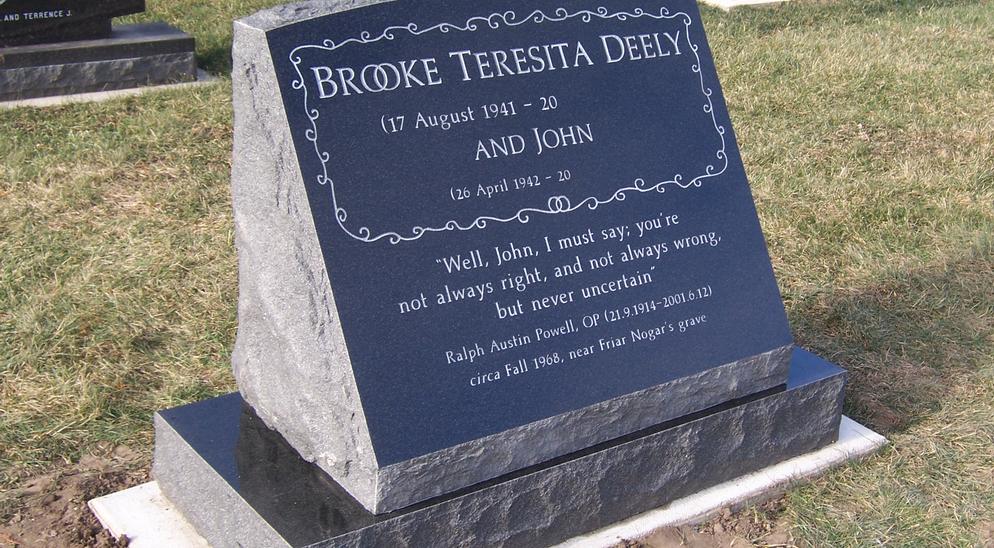 AND TERRENCE J.
BROOKE TERESITA DEELY
(17 August 1941 – 20
AND JOHN
(26 April 1942 – 20
“Well, John, I must say; you’re
not always right, and not always wrong,
but never uncertain”
Ralph Austin Powell, OP (21.9.1914–2001.6.12)
circa Fall 1968, near Friar Nogar’s grave